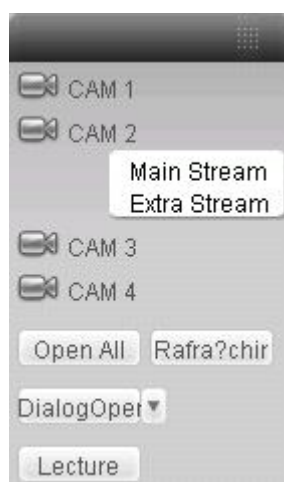 CAM 1
CAM 2
Main Stream
Extra Stream
CAM 3
CAM 4
Open All Rafra?chir
DialogOper
Lecture